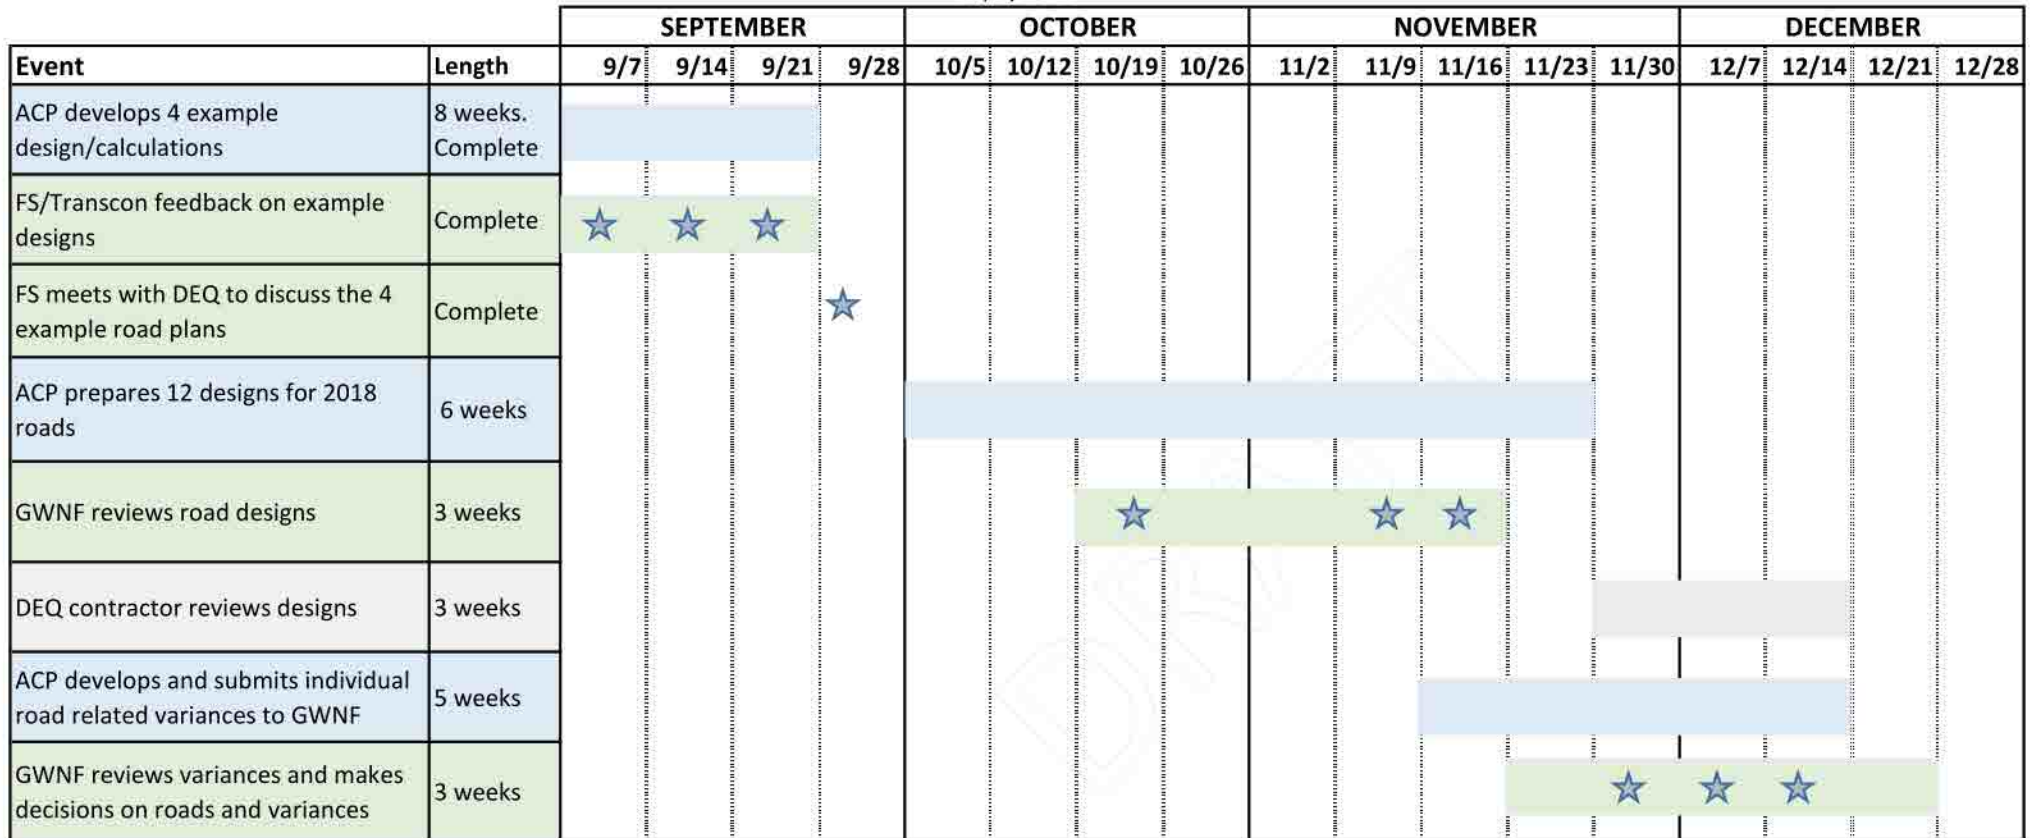 SEPTEMBER OCTOBER NOVEMBER DECEMBER
Event Length 9/7 9/14 9/21 9/28 10/5 10/12 10/19 10/26 11/2 11/9 11/16 11/23 11/30 12/7 12/14 12/21 12/28
ACP develops 4 example
design/calculations
8 weeks.
Complete
FS/Transcon feedback on example
designs
Complete
FS meets with DEQ to discuss the 4
example road plans
Complete
ACP prepares 12 designs for 2018
roads
6 weeks
GWNF reviews road designs
3 weeks
DEQ contractor reviews designs
3 weeks
ACP develops and submits individual
road related variances to GWNF
5 weeks
GWNF reviews variances and makes
decisions on roads and variances
3 weeks
DRAFT